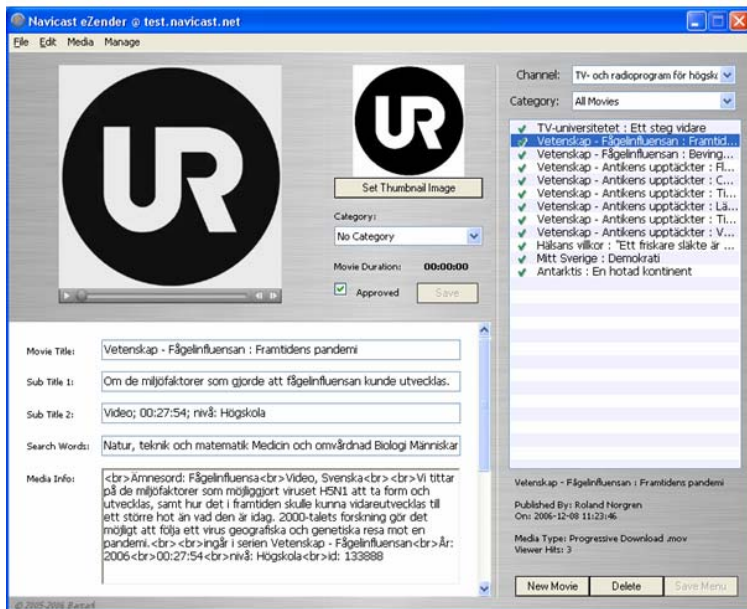 Navicast eZender @ test.navicast.net
File Edit Media Manage
UR
UR
Set Thumbnail Image
Category:
No Category
Movie Duration: 00:00:00
Approved
Save
Channel: TV- och radioprogram för högsk
Category: All Movies
TV-universitetet : Ett steg vidare
Vetenskap - Fågelinfluensan : Framtid...
Vetenskap - Fågelinfluensan : Beving...
Vetenskap - Antikens upptäckter : Fl...
Vetenskap - Antikens upptäckter : C...
Vetenskap - Antikens upptäckter : Ti...
Vetenskap - Antikens upptäckter : Lä...
Vetenskap - Antikens upptäckter : Ti...
Vetenskap - Antikens upptäckter : V...
Hälsans villkor : "Ett friskare släkte är ...
Mitt Sverige : Demokrati
Antarktis : En hotad kontinent
Movie Title: Vetenskap - Fågelinfluensan : Framtidens pandemi
Sub Title 1: Om de miljöfaktorer som gjorde att fågelinfluensan kunde utvecklas.
Sub Title 2: Video; 00:27:54; nivå: Högskola
Search Words: Natur, teknik och matematik Medicin och omvårdnad Biologi Människar
Media Info: <br>Ämnesord: Fågelinfluensa<br>Video, Svenska<br><br>Vi tittar
på de miljöfaktorer som möjliggjort viruset H5N1 att ta form och
utvecklas, samt hur det i framtiden skulle kunna vidareutvecklas till
ett större hot än vad den är idag. 2000-talets forskning gör det
möjligt att följa ett virus geografiska och genetiska resa mot en
pandemi.<br> <br>ingår i serien Vetenskap - Fågelinfluensan<br>År:
2006<br>00:27:54<br>nivå: Högskola<br>id: 133888
Vetenskap - Fågelinfluensan : Framtidens pandemi
Published By: Roland Norgren
On: 2006-12-08 11:23:46
Media Type: Progressive Download .mov
Viewer Hits: 3
New Movie Delete Save Menu
© 2005-2006